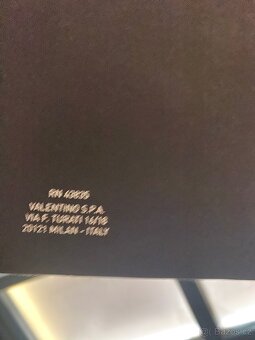 RN 43635
VALENTINO S.P.A.
VIA F. TURATI 16/18
20121 MILAN - ITALY